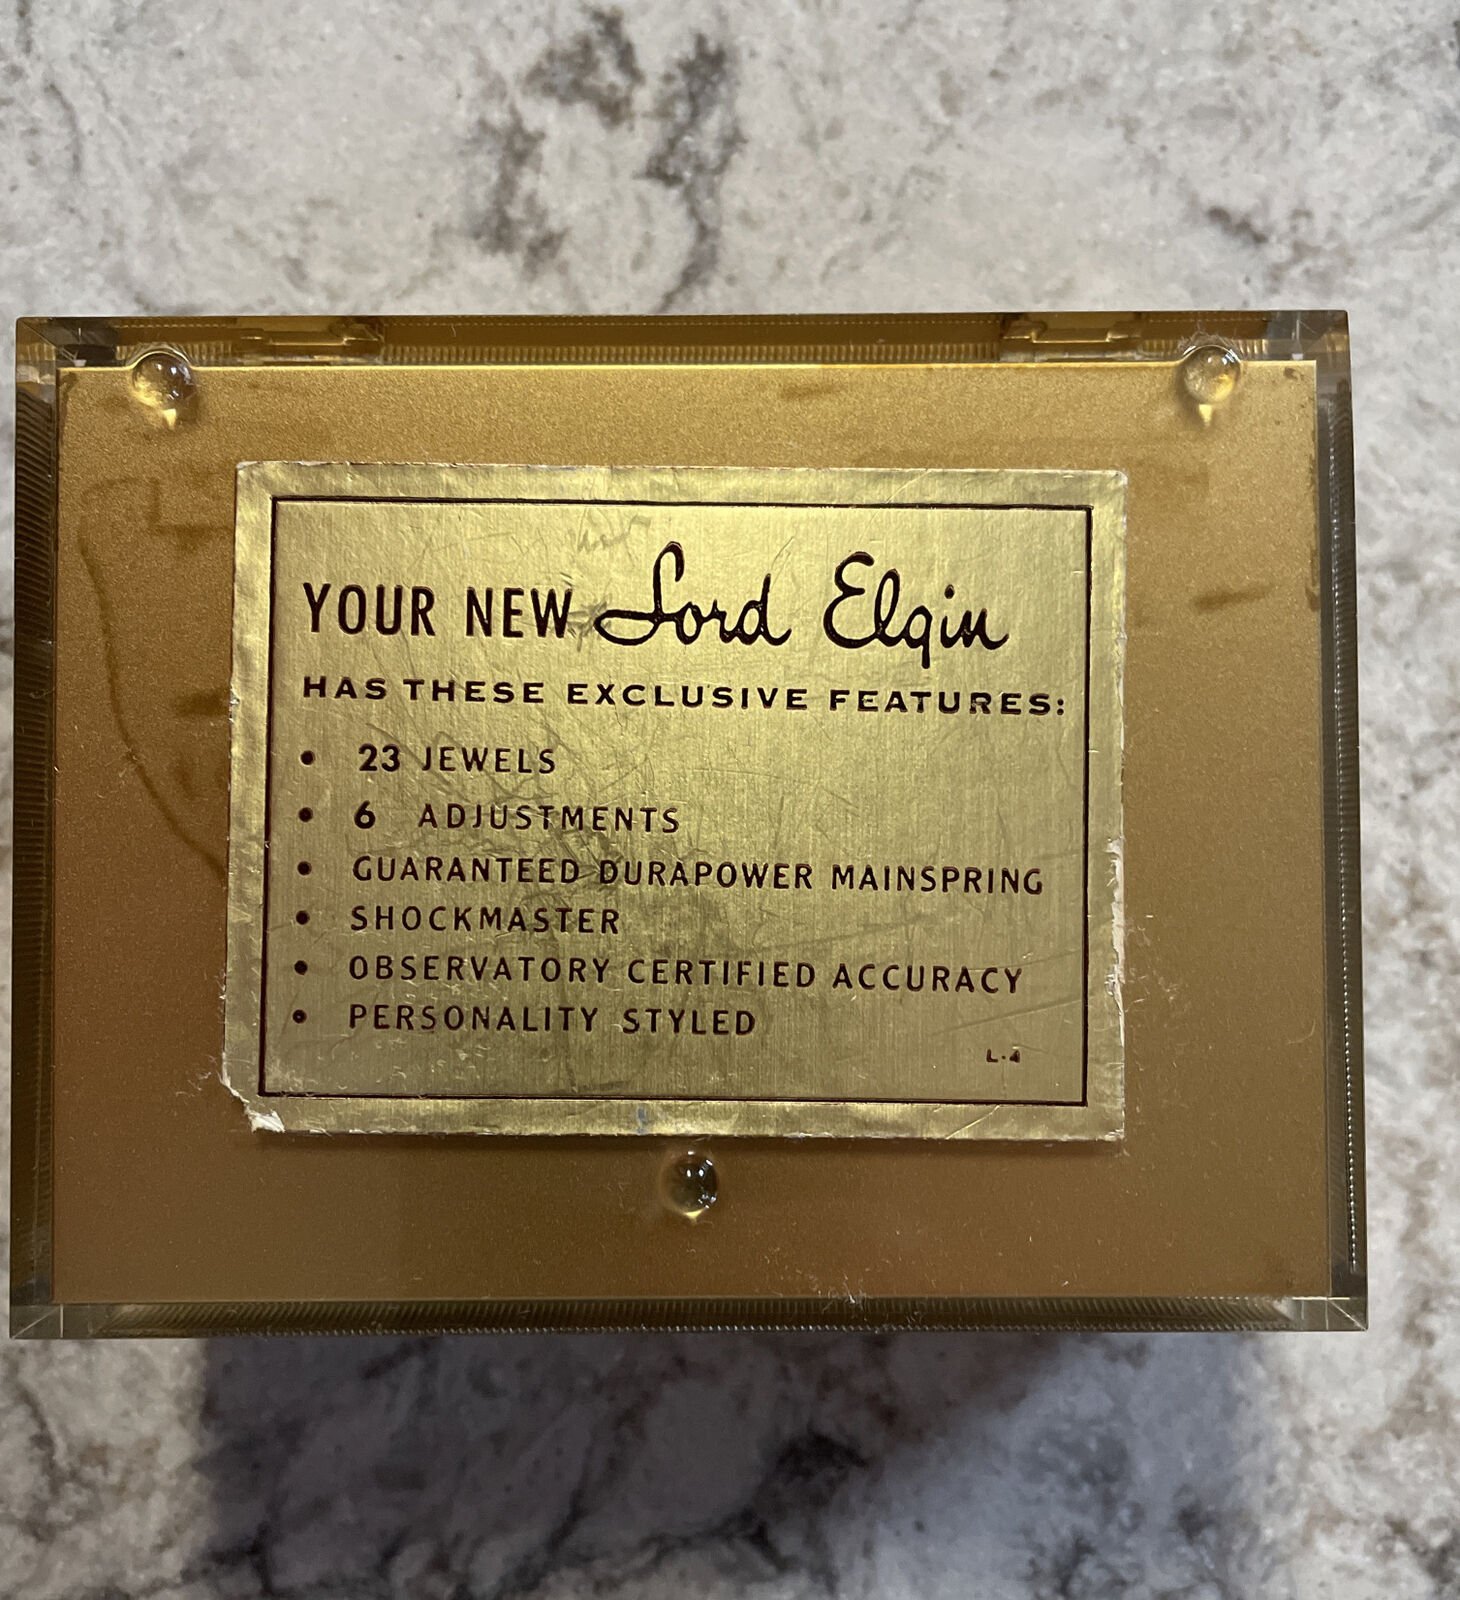 YOUR NEW Lord Elgin
HAS THESE EXCLUSIVE FEATURES:
• 23 JEWELS
• 6 ADJUSTMENTS
• GUARANTEED DURAPOWER MAINSPRING
• SHOCKMASTER
• OBSERVATORY CERTIFIED ACCURACY
• PERSONALITY STYLED
L-4